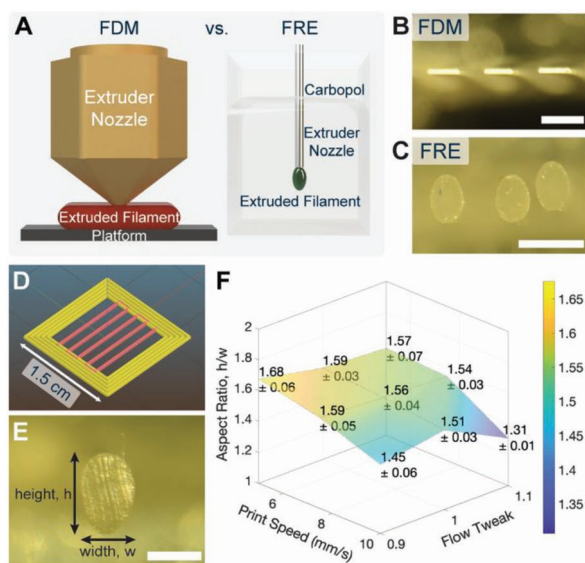 A
FDM vs. FRE
Extruder
Nozzle
Extruded Filament
Platform
Carbopol
Extruder
Nozzle
Extruded Filament
B FDM
C FRE
D
1.5 cm
E
height, h
width, w
F
Aspect Ratio, h/w
2
1.8
1.6
1.4
1.2
1
1.68
± 0.06
1.59
± 0.03
1.57
± 0.07
1.59
± 0.05
1.56
± 0.04
1.54
± 0.03
1.45
± 0.06
1.51
± 0.03
1.31
± 0.01
6
8
10
Print Speed (mm/s)
0.9
1
1.1
Flow Tweak
1.65
1.6
1.55
1.5
1.45
1.4
1.35